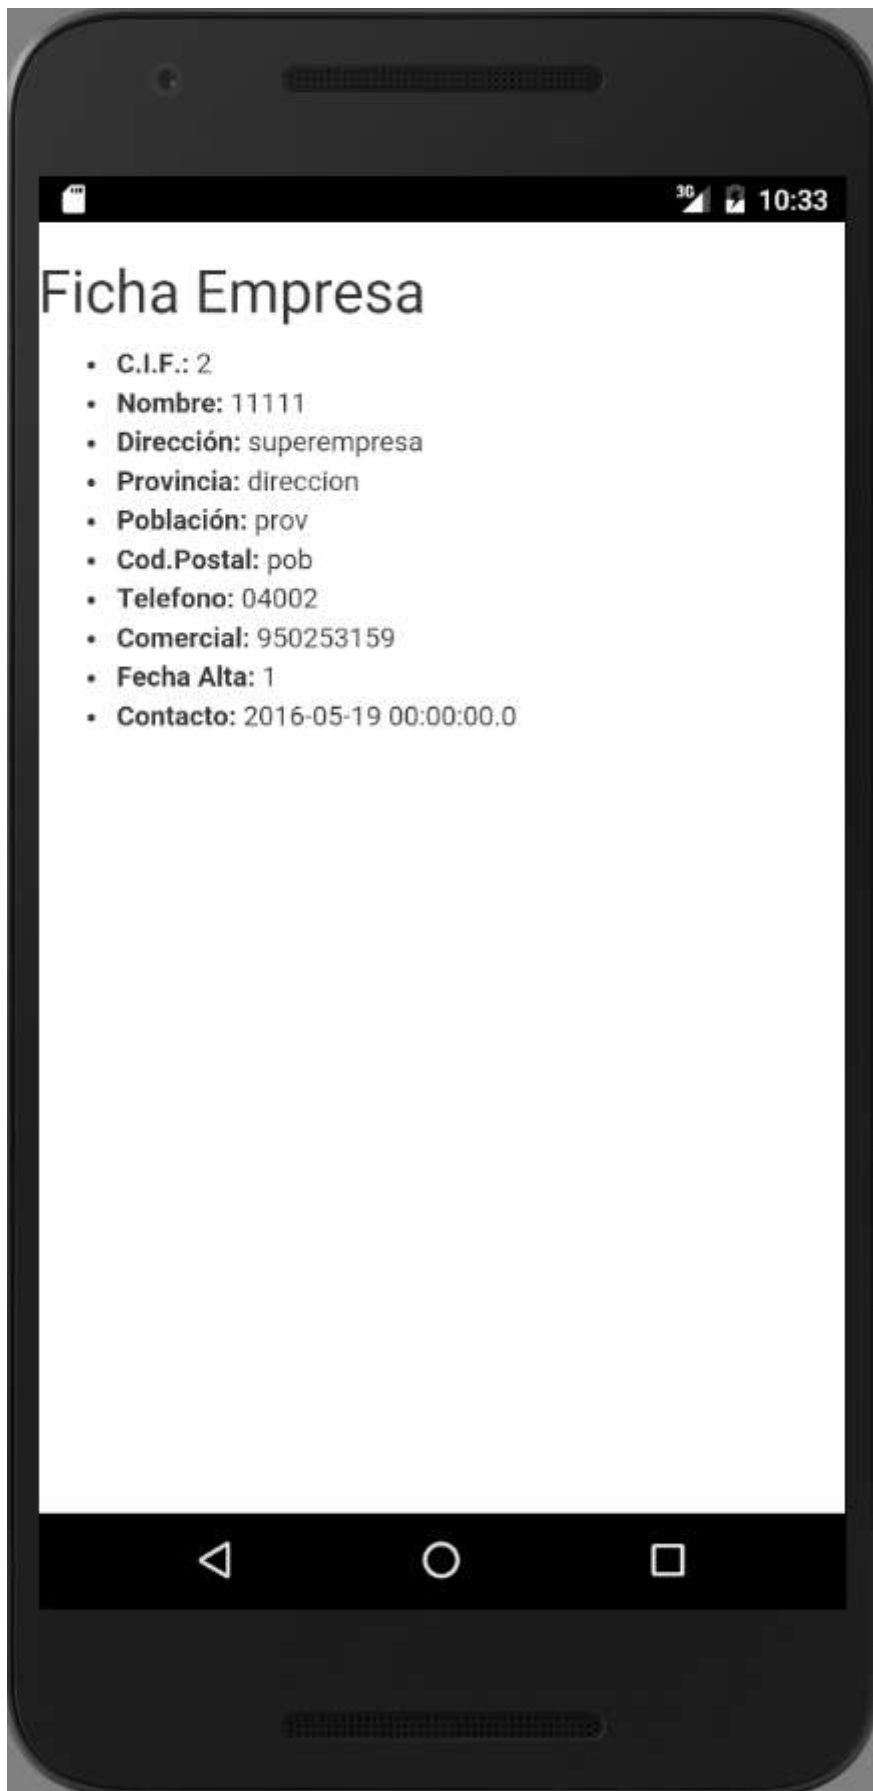 3G 10:33
Ficha Empresa
• C.I.F.: 2
• Nombre: 11111
• Dirección: superempresa
• Provincia: direccion
• Población: prov
• Cod.Postal: pob
• Telefono: 04002
• Comercial: 950253159
• Fecha Alta: 1
• Contacto: 2016-05-19 00:00:00.0